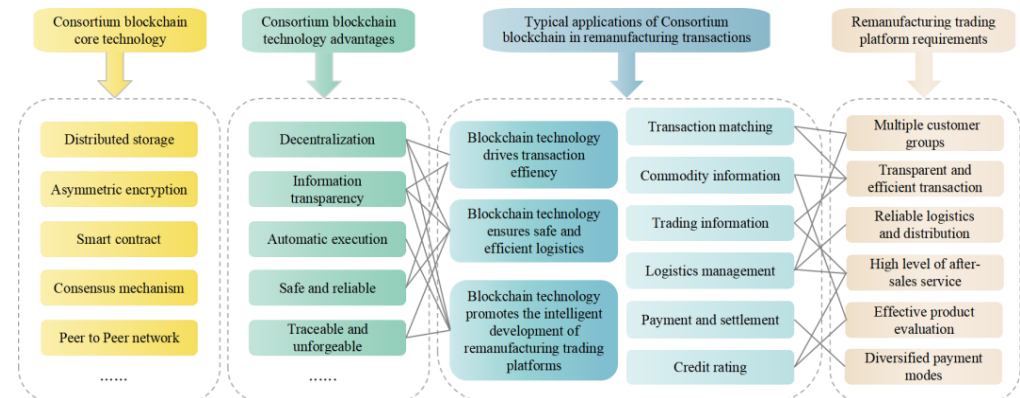 Consortium blockchain
core technology
Consortium blockchain
technology advantages
Typical applications of Consortium
blockchain in remanufacturing transactions
Remanufacturing trading
platform requirements
Distributed storage
Asymmetric encryption
Smart contract
Consensus mechanism
Peer to Peer network
......
Decentralization
Information
transparency
Automatic execution
Safe and reliable
Traceable and
unforgeable
......
Blockchain technology
drives transaction
effiency
Blockchain technology
ensures safe and
efficient logistics
Blockchain technology
promotes the intelligent
development of
remanufacturing trading
platforms
Transaction matching
Commodity information
Trading information
Logistics management
Payment and settlement
Credit rating
Multiple customer
groups
Transparent and
efficient transaction
Reliable logistics
and distribution
High level of after-
sales service
Effective product
evaluation
Diversified payment
modes